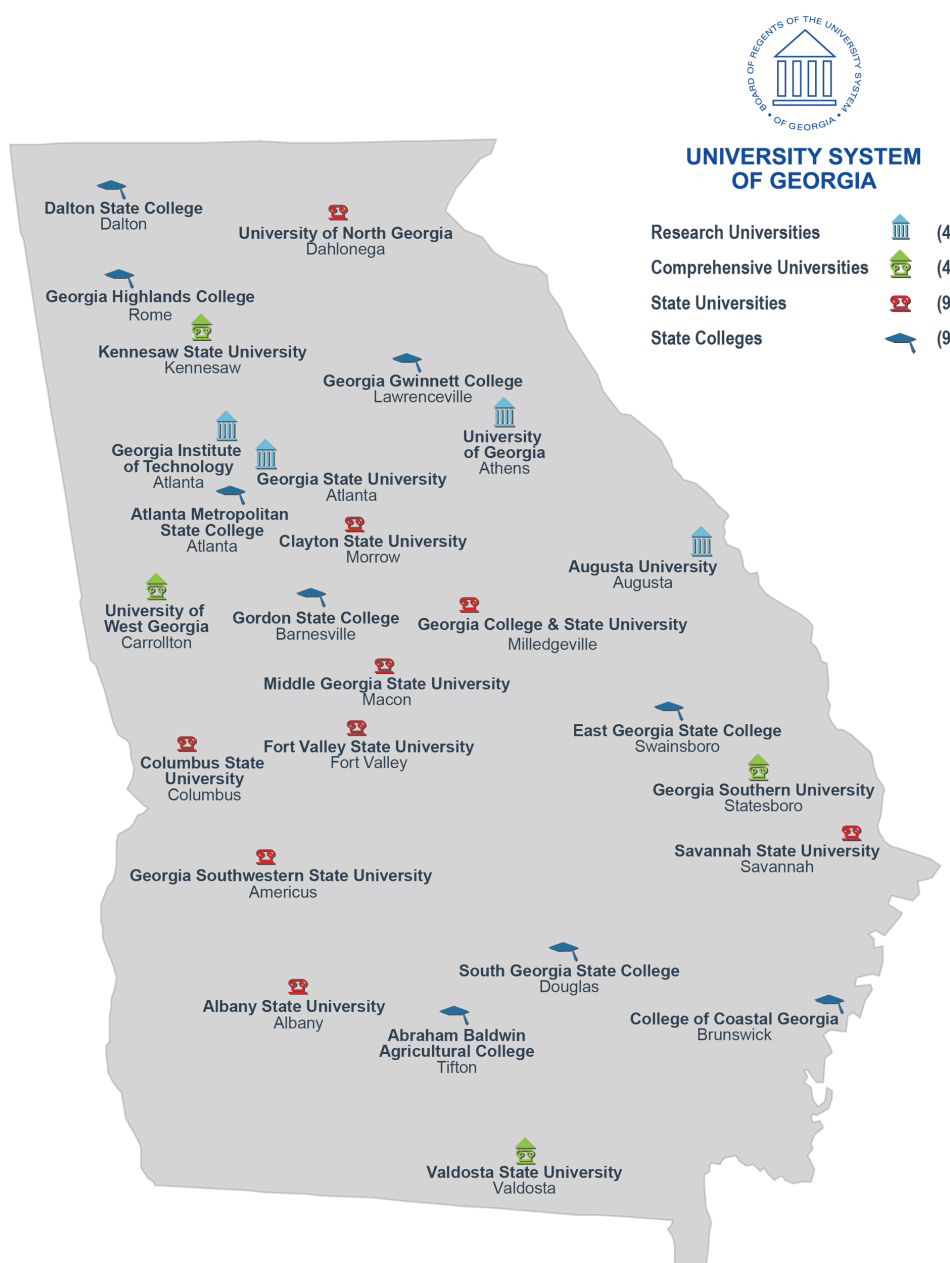 BOARD OF REGENTS OF THE UNIVERSITY SYSTEM
• OF GEORGIA •
UNIVERSITY SYSTEM
OF GEORGIA
Research Universities (4
Comprehensive Universities (4
State Universities (9
State Colleges (9
Dalton State College
Dalton
University of North Georgia
Dahlonega
Georgia Highlands College
Rome
Kennesaw State University
Kennesaw
Georgia Gwinnett College
Lawrenceville
University
of Georgia
Athens
Georgia Institute
of Technology
Atlanta
Georgia State University
Atlanta
Atlanta Metropolitan
State College
Atlanta
Clayton State University
Morrow
Augusta University
Augusta
University of
West Georgia
Carrollton
Gordon State College
Barnesville
Georgia College & State University
Milledgeville
Middle Georgia State University
Macon
East Georgia State College
Swainsboro
Columbus State
University
Columbus
Fort Valley State University
Fort Valley
Georgia Southern University
Statesboro
Savannah State University
Savannah
Georgia Southwestern State University
Americus
South Georgia State College
Douglas
Albany State University
Albany
Abraham Baldwin
Agricultural College
Tifton
College of Coastal Georgia
Brunswick
Valdosta State University
Valdosta